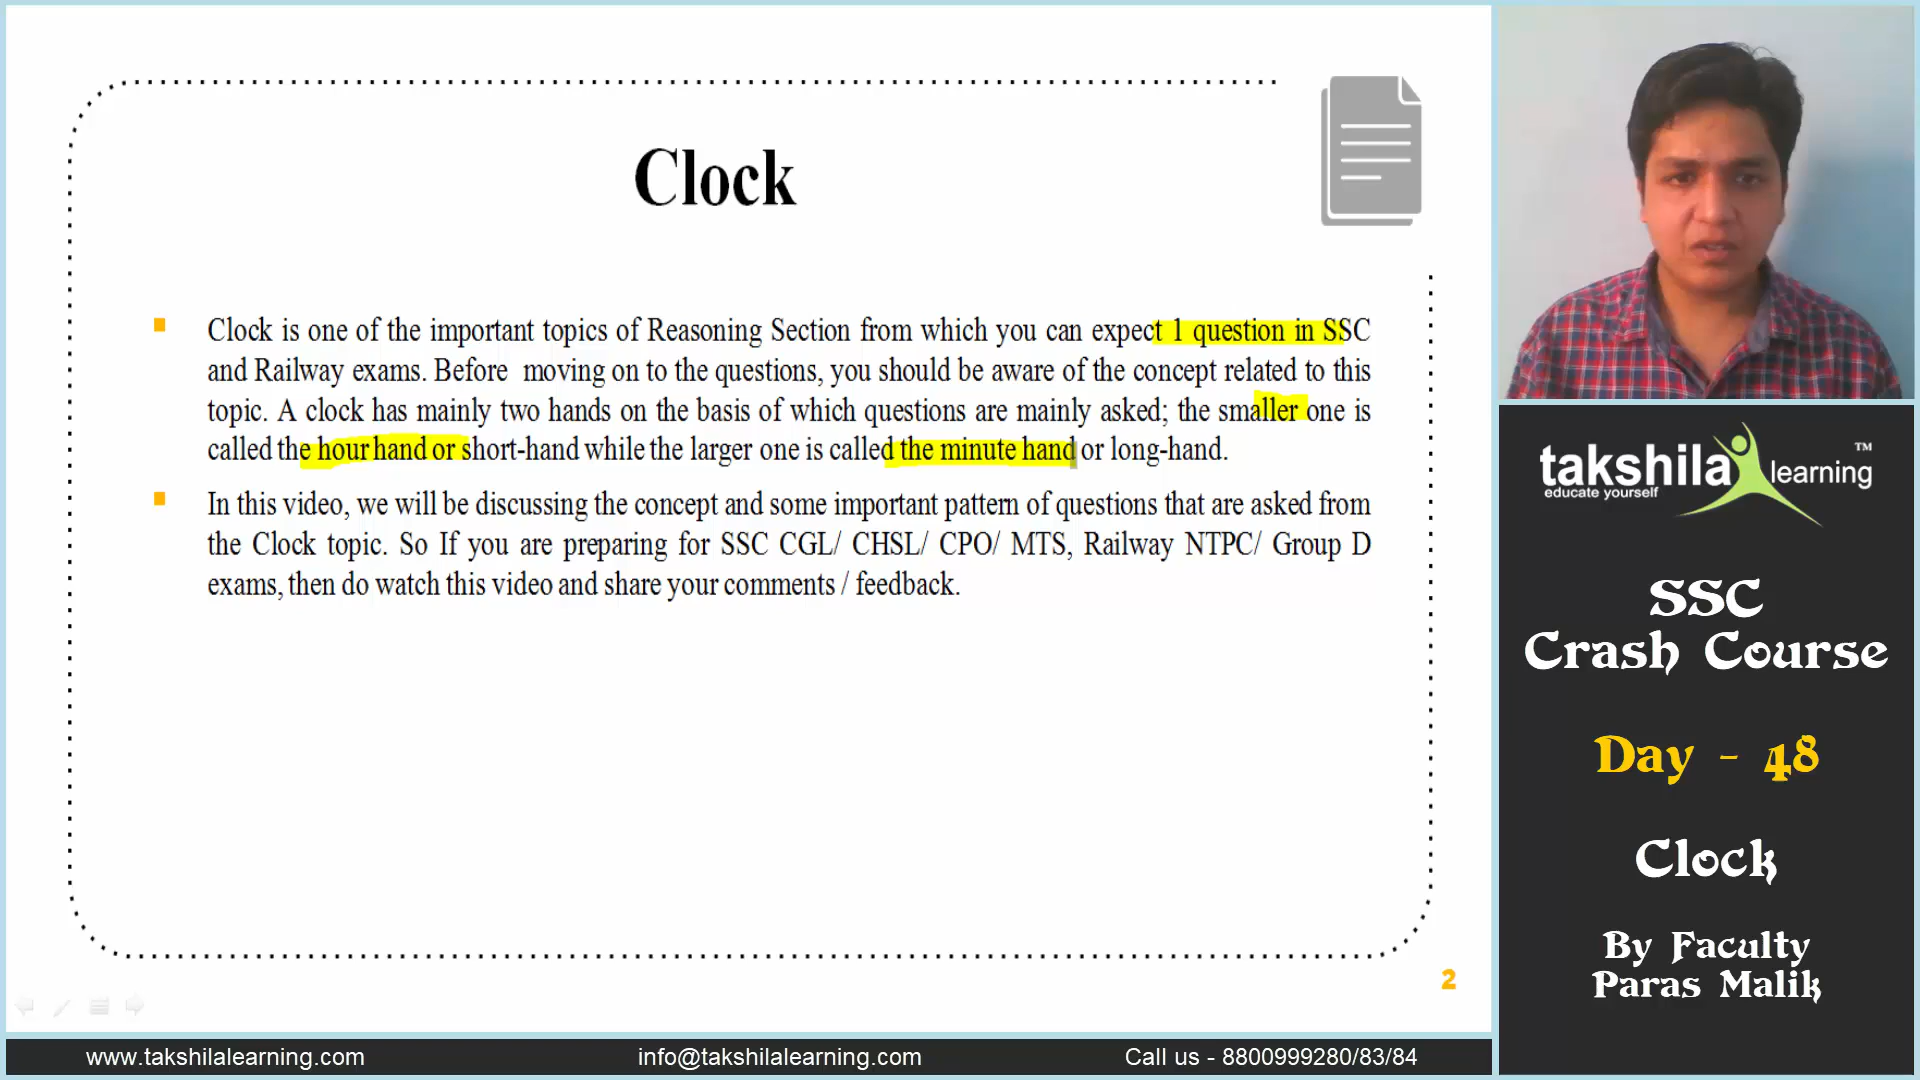 Clock
Clock is one of the important topics of Reasoning Section from which you can expect 1 question in SSC
and Railway exams. Before moving on to the questions, you should be aware of the concept related to this
topic. A clock has mainly two hands on the basis of which questions are mainly asked; the smaller one is
called the hour hand or short-hand while the larger one is called the minute hand or long-hand.
In this video, we will be discussing the concept and some important pattern of questions that are asked from
the Clock topic. So If you are preparing for SSC CGL/ CHSL/ CPO/ MTS, Railway NTPC/ Group D
exams, then do watch this video and share your comments / feedback.
2
takshila learning ™
educate yourself
SSC
Crash Course
Day - 48
Clock
By Faculty
Paras Malik
www.takshilalearning.com
info@takshilalearning.com
Call us - 8800999280/83/84